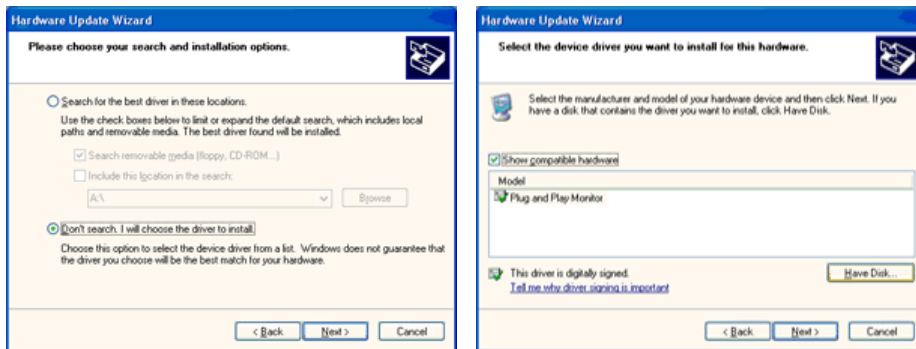 Hardware Update Wizard
Please choose your search and installation options.
Search for the best driver in these locations.
Use the check boxes below to limit or expand the default search, which includes local
paths and removable media. The best driver found will be installed.
Search removable media (floppy, CD-ROM...)
Include this location in the search:
A:\
Browse
Don't search. I will choose the driver to install.
Choose this option to select the device driver from a list. Windows does not guarantee that
the driver you choose will be the best match for your hardware.
< Back
Next >
Cancel
Hardware Update Wizard
Select the device driver you want to install for this hardware.
Select the manufacturer and model of your hardware device and then click Next. If you
have a disk that contains the driver you want to install, click Have Disk.
Show compatible hardware
Model
Plug and Play Monitor
This driver is digitally signed.
Tell me why driver signing is important
Have Disk...
< Back
Next >
Cancel